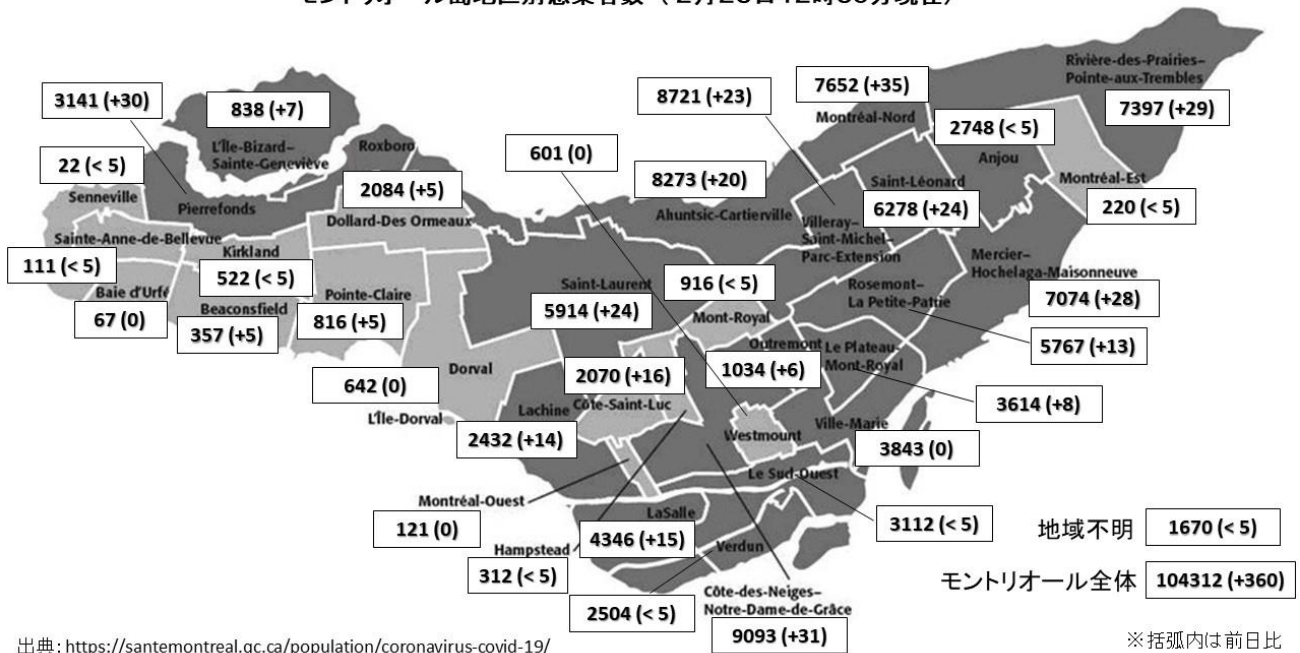 3141 (+30)
838 (+7)
L'Île-Bizard–
Sainte-Geneviève
Roxboro
22 (< 5)
Senneville
Pierrefonds
2084 (+5)
Dollard-Des Ormeaux
Sainte-Anne-de-Bellevue
111 (< 5)
Kirkland
522 (< 5)
Baie d'Urfé
67 (0)
Beaconsfield
357 (+5)
Pointe-Claire
816 (+5)
642 (0)
Dorval
L'Île-Dorval
8721 (+23)
7652 (+35)
Montréal-Nord
Rivière-des-Prairies–
Pointe-aux-Trembles
7397 (+29)
2748 (< 5)
Anjou
601 (0)
8273 (+20)
Ahuntsic-Cartierville
Saint-Léonard
6278 (+24)
Montréal-Est
220 (< 5)
Villeray–
Saint-Michel–
Parc-Extension
Mercier–
Hochelaga-Maisonneuve
7074 (+28)
Saint-Laurent
5914 (+24)
916 (< 5)
Mont-Royal
Rosemont–
La Petite-Patrie
5767 (+13)
Outremont
1034 (+6)
Le Plateau-
Mont-Royal
3614 (+8)
2070 (+16)
Côte-Saint-Luc
Lachine
2432 (+14)
Westmount
Ville-Marie
3843 (0)
Le Sud-Ouest
3112 (< 5)
Montréal-Ouest
121 (0)
LaSalle
4346 (+15)
Hampstead
312 (< 5)
Verdun
2504 (< 5)
Côte-des-Neiges–
Notre-Dame-de-Grâce
9093 (+31)
地域不明 1670 (< 5)
モントリオール全体 104312 (+360)
出典: https://santemontreal.qc.ca/population/coronavirus-covid-19/
※括弧内は前日比